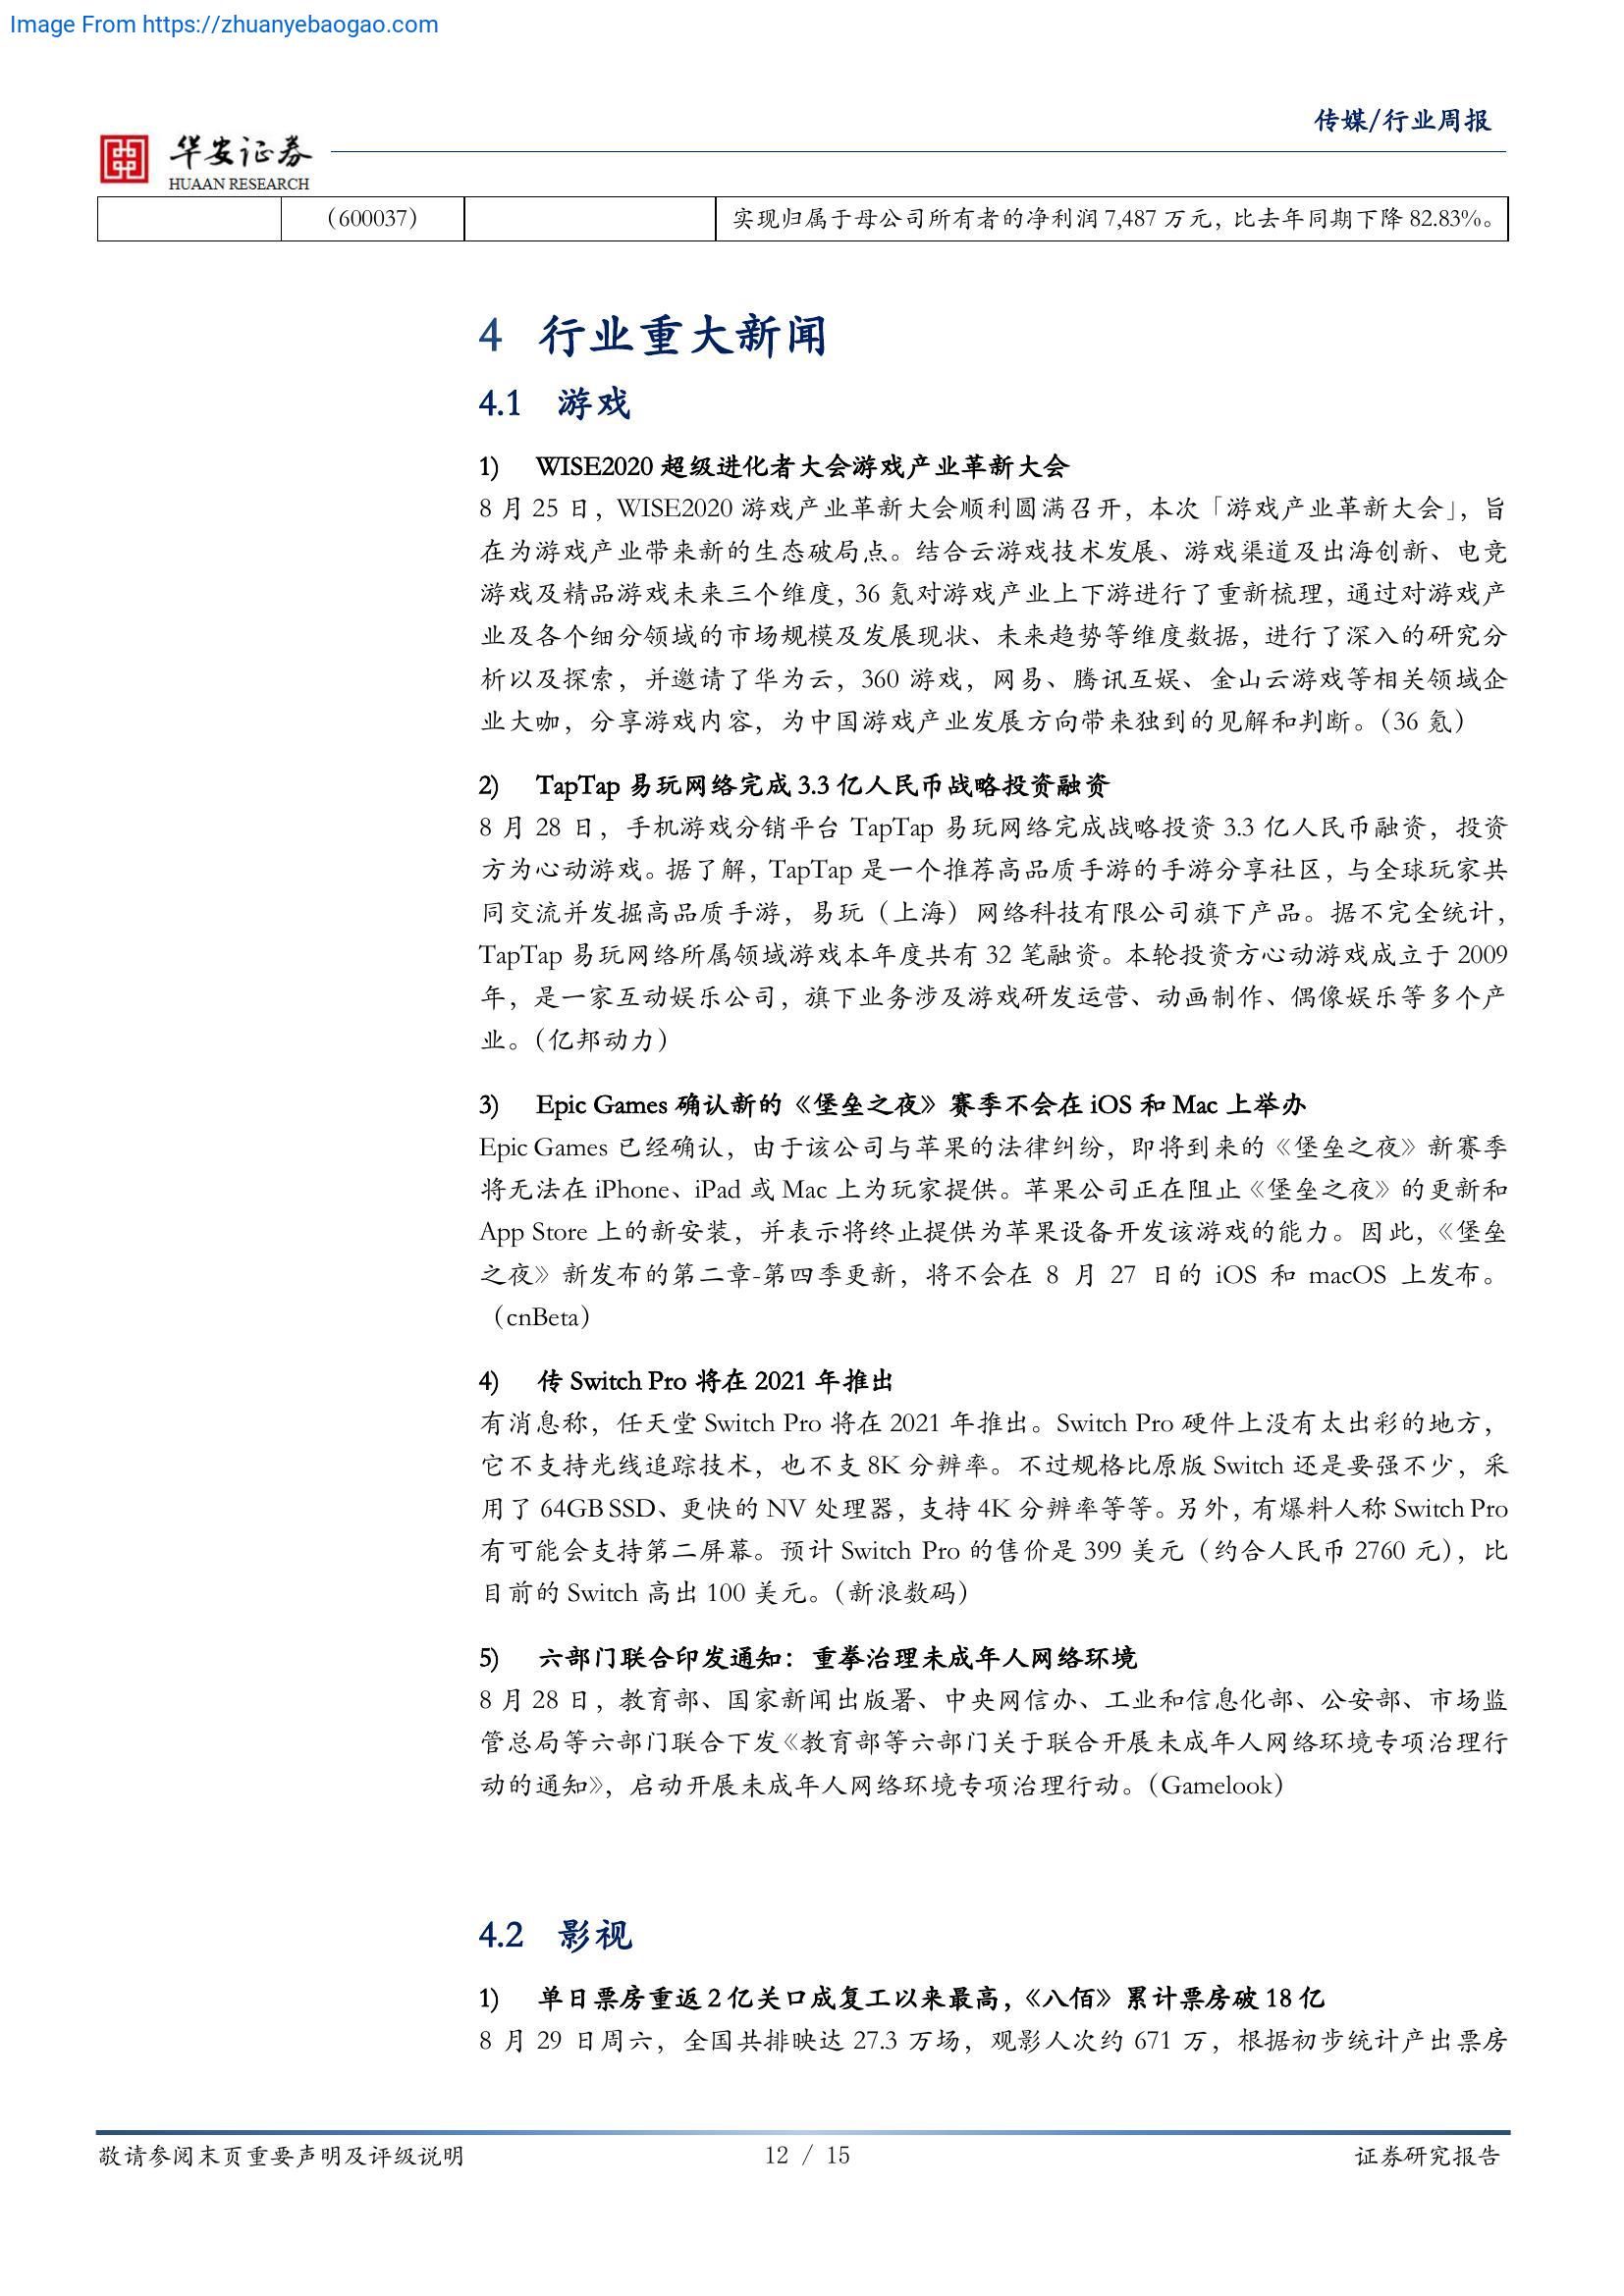 Image From https://zhuanyebaogao.com
传媒/行业周报
华安证券
HUAAN RESEARCH
（600037） 实现归属于母公司所有者的净利润 7,487 万元，比去年同期下降 82.83%。
4 行业重大新闻
4.1 游戏
1) WISE2020 超级进化者大会游戏产业革新大会
8 月 25 日，WISE2020 游戏产业革新大会顺利圆满召开，本次「游戏产业革新大会」，旨
在为游戏产业带来新的生态破局点。结合云游戏技术发展、游戏渠道及出海创新、电竞
游戏及精品游戏未来三个维度，36 氪对游戏产业上下游进行了重新梳理，通过对游戏产
业及各个细分领域的市场规模及发展现状、未来趋势等维度数据，进行了深入的研究分
析以及探索，并邀请了华为云，360 游戏，网易、腾讯互娱、金山云游戏等相关领域企
业大咖，分享游戏内容，为中国游戏产业发展方向带来独到的见解和判断。（36 氪）
2) TapTap 易玩网络完成 3.3 亿人民币战略投资融资
8 月 28 日，手机游戏分销平台 TapTap 易玩网络完成战略投资 3.3 亿人民币融资，投资
方为心动游戏。据了解，TapTap 是一个推荐高品质手游的手游分享社区，与全球玩家共
同交流并发掘高品质手游，易玩（上海）网络科技有限公司旗下产品。据不完全统计，
TapTap 易玩网络所属领域游戏本年度共有 32 笔融资。本轮投资方心动游戏成立于 2009
年，是一家互动娱乐公司，旗下业务涉及游戏研发运营、动画制作、偶像娱乐等多个产
业。（亿邦动力）
3) Epic Games 确认新的《堡垒之夜》赛季不会在 iOS 和 Mac 上举办
Epic Games 已经确认，由于该公司与苹果的法律纠纷，即将到来的《堡垒之夜》新赛季
将无法在 iPhone、iPad 或 Mac 上为玩家提供。苹果公司正在阻止《堡垒之夜》的更新和
App Store 上的新安装，并表示将终止提供为苹果设备开发该游戏的能力。因此，《堡垒
之夜》新发布的第二章-第四季更新，将不会在 8 月 27 日的 iOS 和 macOS 上发布。
（cnBeta）
4) 传 Switch Pro 将在 2021 年推出
有消息称，任天堂 Switch Pro 将在 2021 年推出。Switch Pro 硬件上没有太出彩的地方，
它不支持光线追踪技术，也不支 8K 分辨率。不过规格比原版 Switch 还是要强不少，采
用了 64GB SSD、更快的 NV 处理器，支持 4K 分辨率等等。另外，有爆料人称 Switch Pro
有可能会支持第二屏幕。预计 Switch Pro 的售价是 399 美元（约合人民币 2760 元），比
目前的 Switch 高出 100 美元。（新浪数码）
5) 六部门联合印发通知：重拳治理未成年人网络环境
8 月 28 日，教育部、国家新闻出版署、中央网信办、工业和信息化部、公安部、市场监
管总局等六部门联合下发《教育部等六部门关于联合开展未成年人网络环境专项治理行
动的通知》，启动开展未成年人网络环境专项治理行动。（Gamelook）
4.2 影视
1) 单日票房重返 2 亿关口成复工以来最高，《八佰》累计票房破 18 亿
8 月 29 日周六，全国共排映达 27.3 万场，观影人次约 671 万，根据初步统计产出票房
敬请参阅末页重要声明及评级说明 12 / 15 证券研究报告